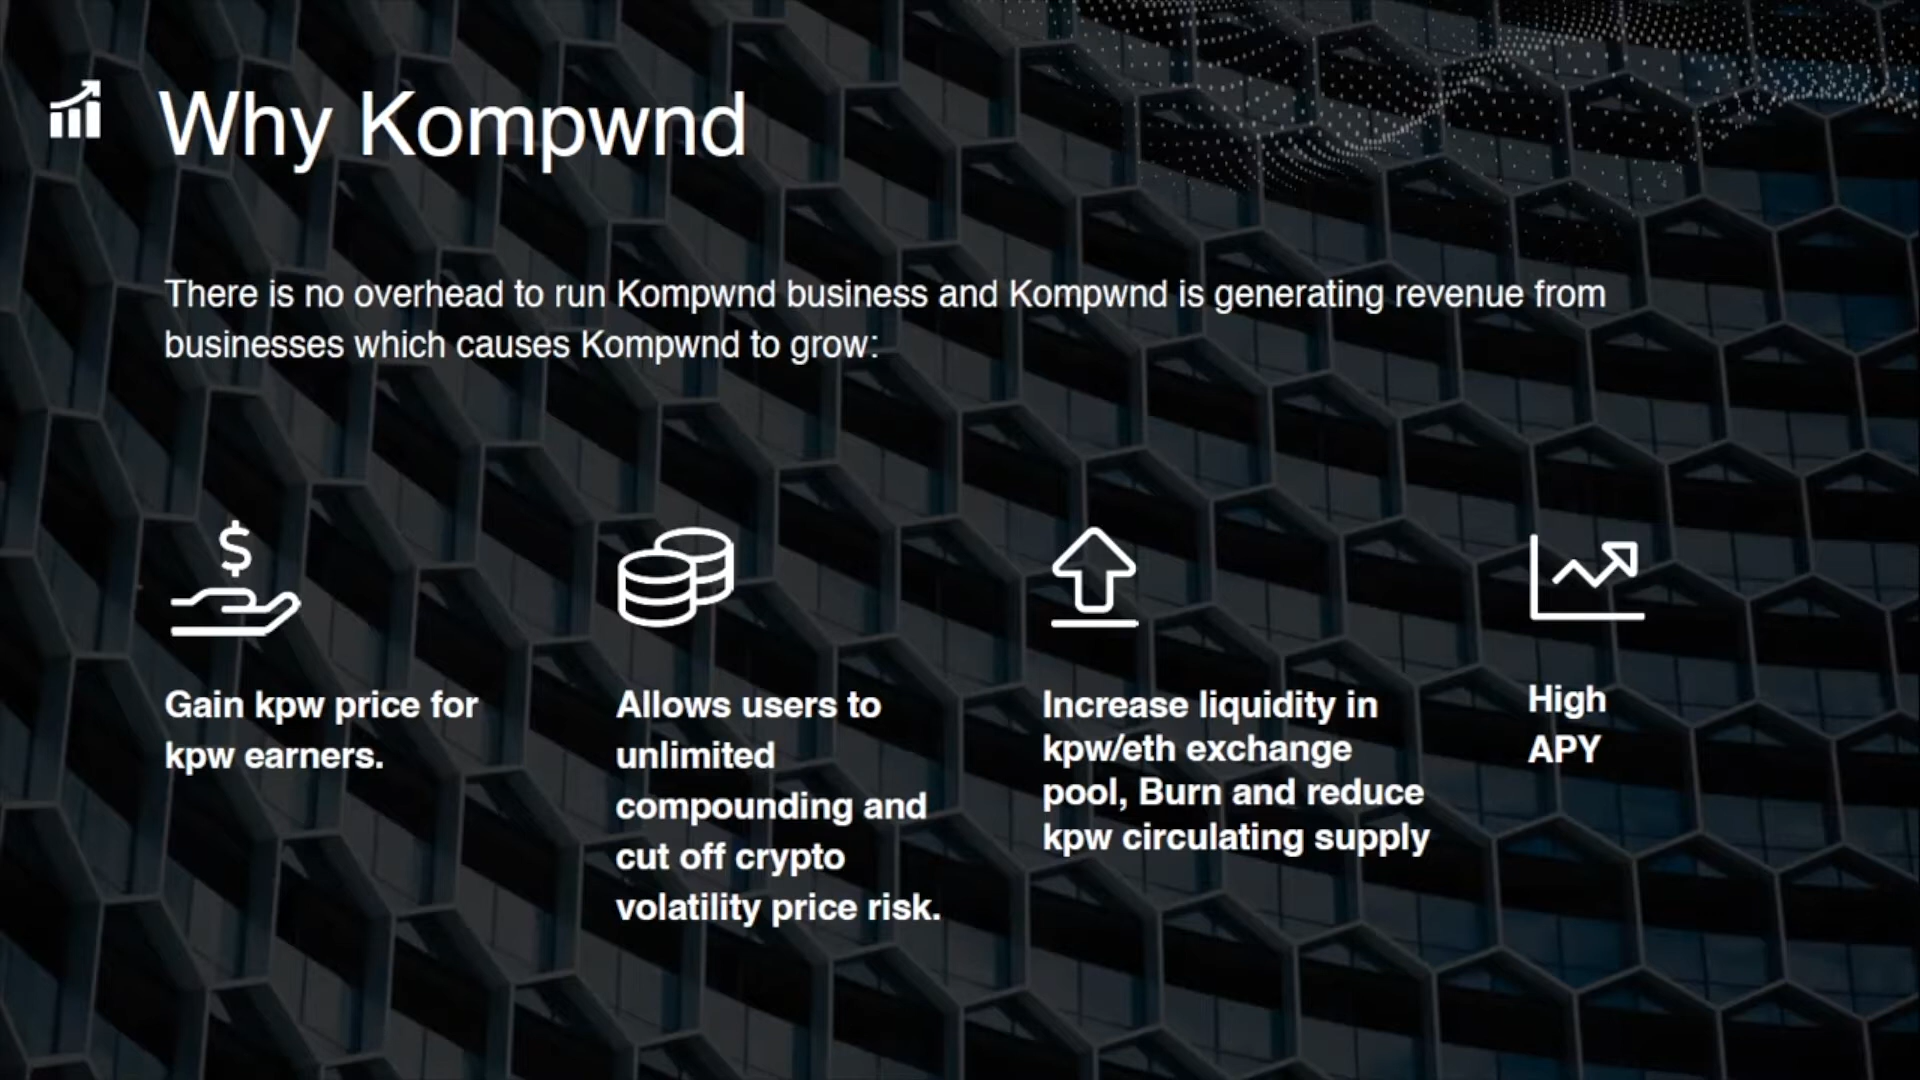 Why Kompwnd
There is no overhead to run Kompwnd business and Kompwnd is generating revenue from
businesses which causes Kompwnd to grow:
$
Gain kpw price for
kpw earners.
Allows users to
unlimited
compounding and
cut off crypto
volatility price risk.
Increase liquidity in
kpw/eth exchange
pool, Burn and reduce
kpw circulating supply
High
APY